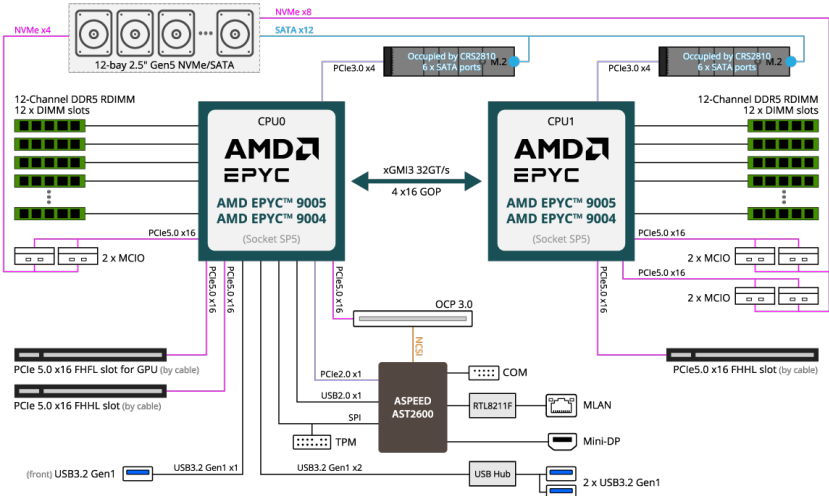 NVMe x8
NVMe x4
SATA x12
12-bay 2.5" Gen5 NVMe/SATA
PCIe3.0 x4
Occupied by CRS2810
6 x SATA ports
M.2
PCIe3.0 x4
Occupied by CRS2810
6 x SATA ports
M.2
12-Channel DDR5 RDIMM
12 x DIMM slots
12-Channel DDR5 RDIMM
12 x DIMM slots
CPU0
AMD
EPYC
AMD EPYC™ 9005
AMD EPYC™ 9004
(Socket SP5)
xGMI3 32GT/s
4 x16 GOP
CPU1
AMD
EPYC
AMD EPYC™ 9005
AMD EPYC™ 9004
(Socket SP5)
PCIe5.0 x16
2 x MCIO
PCIe5.0 x16
2 x MCIO
PCIe5.0 x16
2 x MCIO
PCIe5.0 x16
PCIe5.0 x16
PCIe5.0 x16
PCIe5.0 x16
OCP 3.0
NCSI
PCIe 5.0 x16 FHFL slot for GPU (by cable)
PCIe 5.0 x16 FHHL slot (by cable)
PCIe5.0 x16 FHHL slot (by cable)
PCIe2.0 x1
USB2.0 x1
SPI
TPM
ASPEED
AST2600
COM
RTL8211F
MLAN
Mini-DP
(front) USB3.2 Gen1
USB3.2 Gen1 x1
USB3.2 Gen1 x2
USB Hub
2 x USB3.2 Gen1